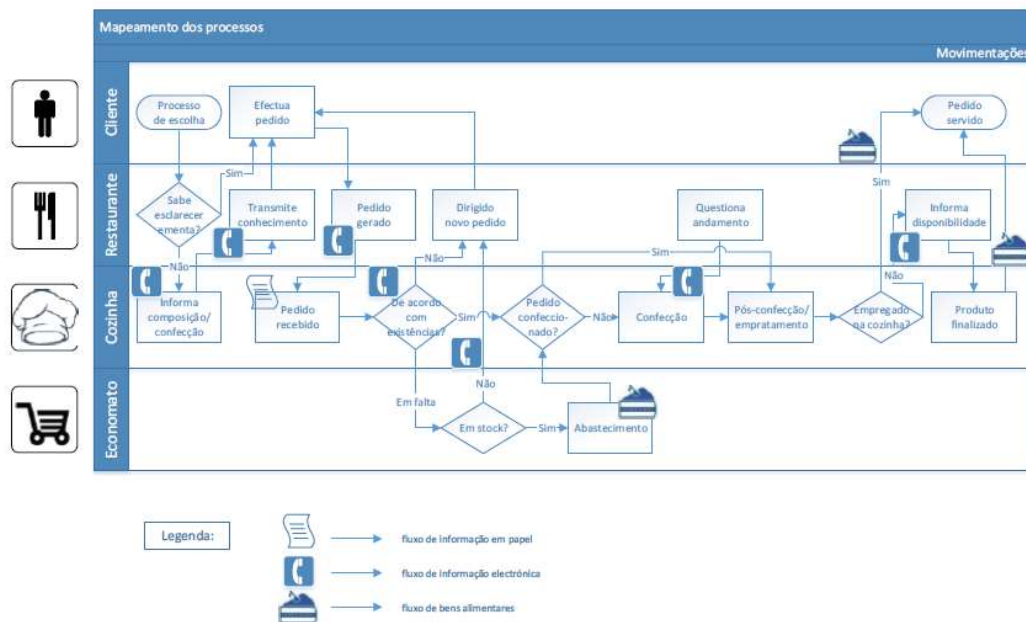 Mapeamento dos processos
Movimentações
Cliente
Processo
de escolha
Efectua
pedido
Pedido
servido
Restaurante
Sabe
esclarecer
ementa?
Sim
Não
Transmite
conhecimento
Pedido
gerado
Dirigido
novo pedido
Não
Questiona
andamento
Sim
Sim
Informa
disponibilidade
Não
Cozinha
Informa
composição/
confecção
Pedido
recebido
De acordo
com
existências?
Sim
Pedido
confeccio-
nado?
Não
Confecção
Pós-confecção/
empratamento
Empregado
na cozinha?
Produto
finalizado
Economato
Em falta
Não
Em stock?
Sim
Abastecimento
Legenda:
fluxo de informação em papel
fluxo de informação electrónica
fluxo de bens alimentares